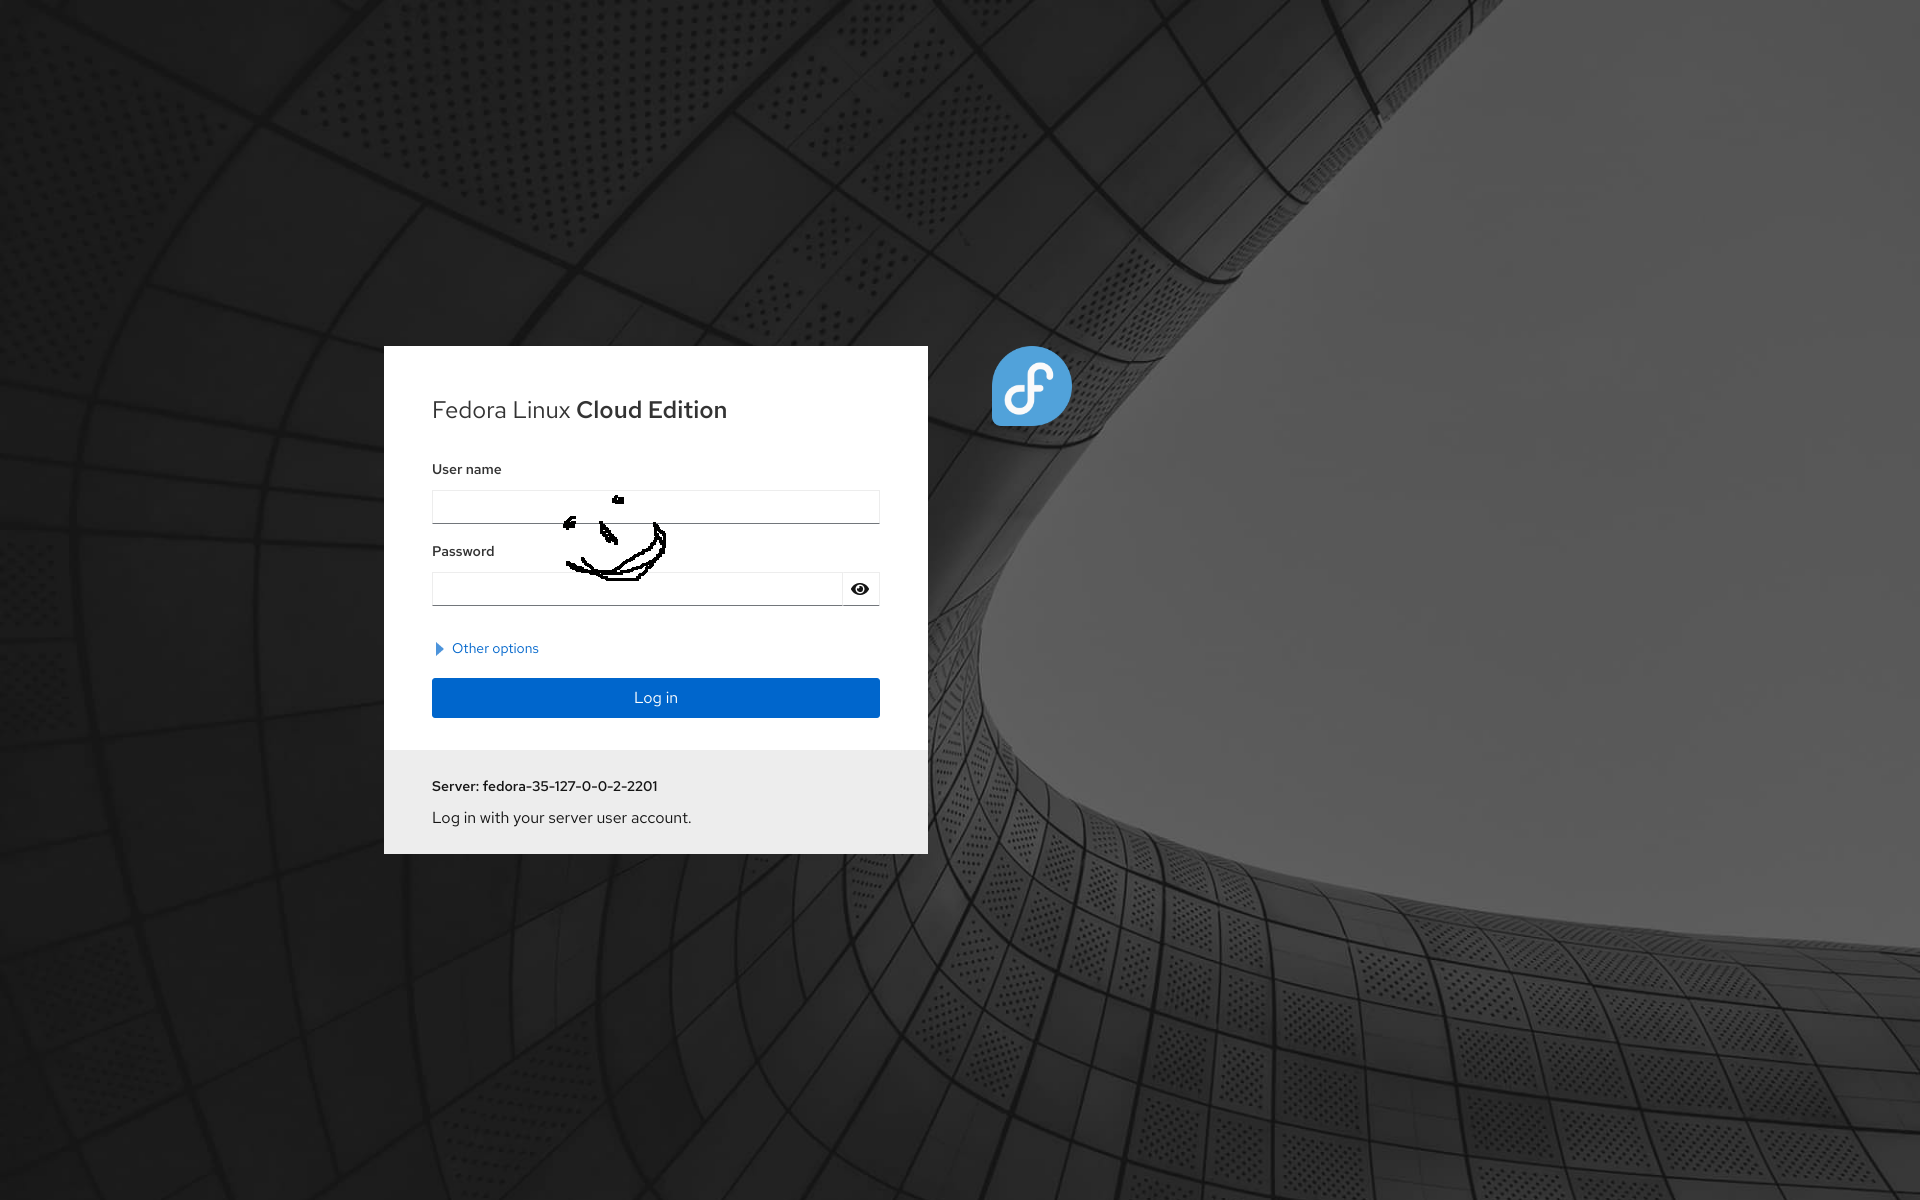 Fedora Linux Cloud Edition
User name
Password
Other options
Log in
Server: fedora-35-127-0-0-2-2201
Log in with your server user account.